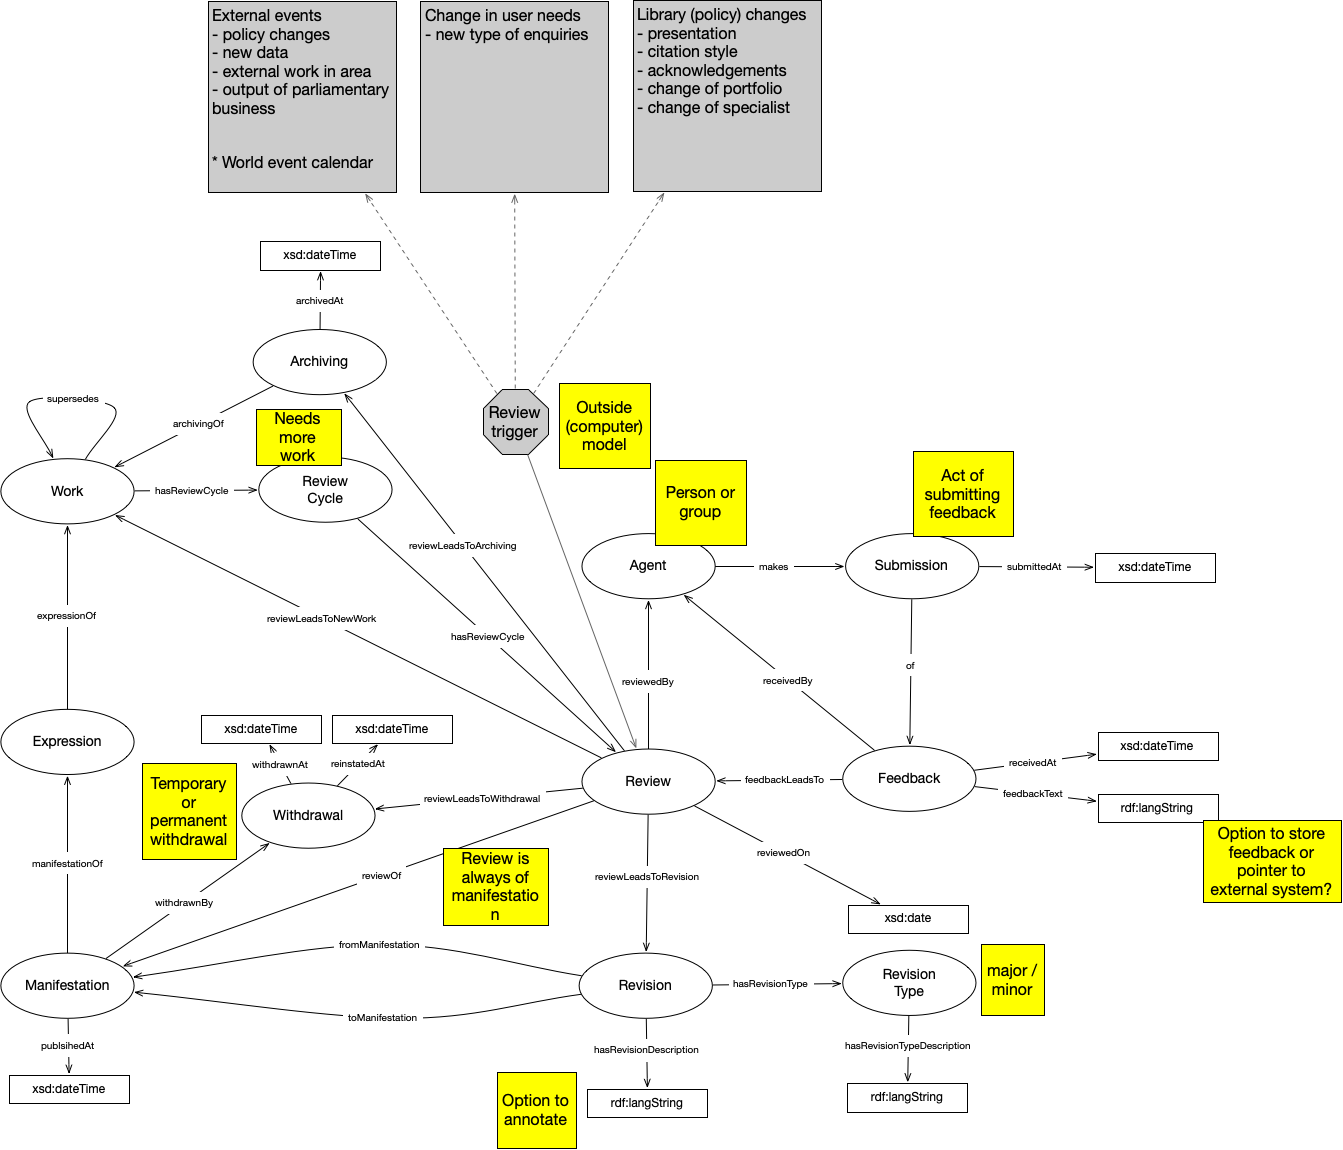 External events
- policy changes
- new data
- external work in area
- output of parliamentary
business
* World event calendar
Change in user needs
- new type of enquiries
Library (policy) changes
- presentation
- citation style
- acknowledgements
- change of portfolio
- change of specialist
xsd:dateTime
archivedAt
Archiving
supersedes
archivingOf
Needs
more
work
Review
trigger
Outside
(computer)
model
Work
hasReviewCycle
Review
Cycle
Person or
group
Act of
submitting
feedback
reviewLeadsToArchiving
Agent
makes
Submission
submittedAt
xsd:dateTime
expressionOf
reviewLeadsToNewWork
hasReviewCycle
of
reviewedBy
receivedBy
xsd:dateTime
xsd:dateTime
Expression
withdrawnAt
reinstatedAt
Temporary
or
permanent
withdrawal
Withdrawal
reviewLeadsToWithdrawal
Review
feedbackLeadsTo
Feedback
receivedAt
xsd:dateTime
feedbackText
rdf:langString
Option to store
feedback or
pointer to
external system?
manifestationOf
withdrawnBy
reviewOf
Review is
always of
manifestatio
n
reviewLeadsToRevision
reviewedOn
xsd:date
fromManifestation
Manifestation
Revision
hasRevisionType
Revision
Type
major /
minor
toManifestation
publsihedAt
xsd:dateTime
hasRevisionDescription
hasRevisionTypeDescription
Option to
annotate
rdf:langString
rdf:langString